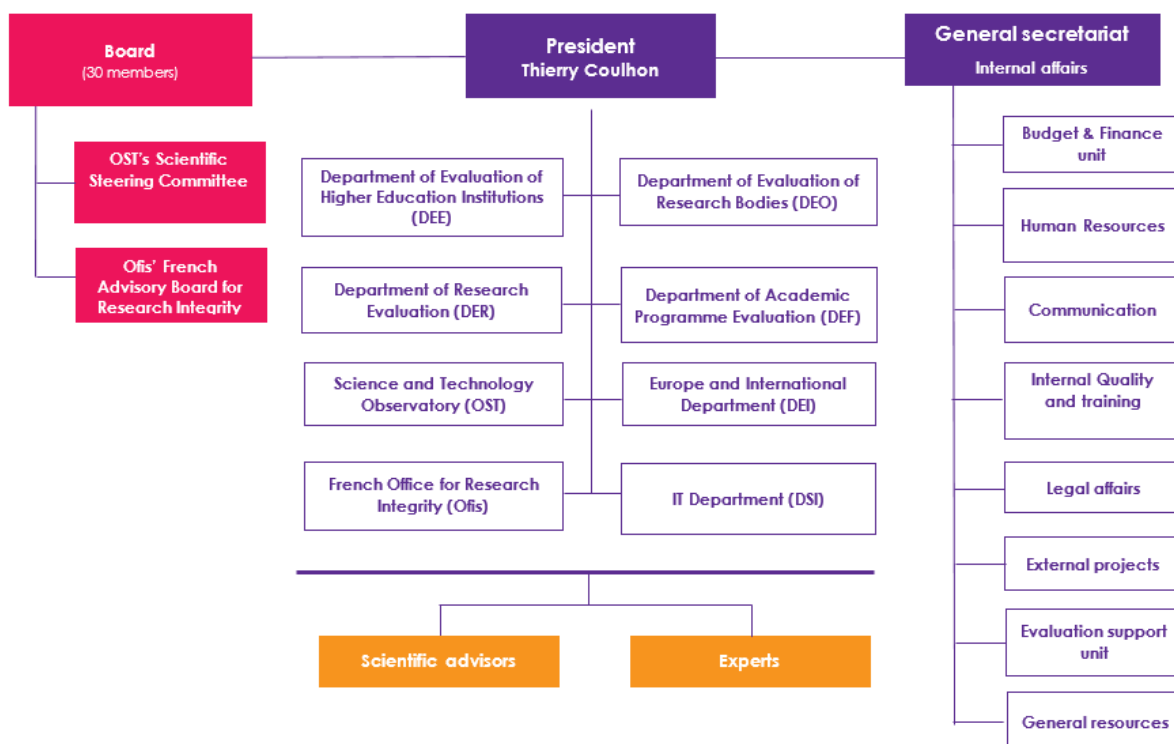 Board
(30 members)
OST's Scientific
Steering Committee
Ofis' French
Advisory Board for
Research Integrity
President
Thierry Coulhon
Department of Evaluation of
Higher Education Institutions
(DEE)
Department of Evaluation of
Research Bodies (DEO)
Department of Research
Evaluation (DER)
Department of Academic
Programme Evaluation (DEF)
Science and Technology
Observatory (OST)
Europe and International
Department (DEI)
French Office for Research
Integrity (Ofis)
IT Department (DSI)
Scientific advisors
Experts
General secretariat
Internal affairs
Budget & Finance
unit
Human Resources
Communication
Internal Quality
and training
Legal affairs
External projects
Evaluation support
unit
General resources